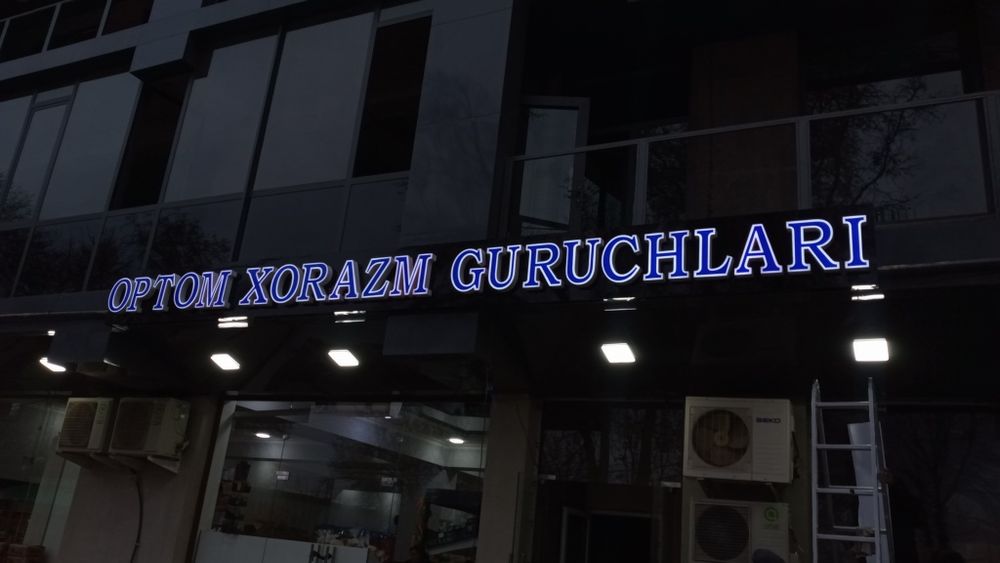 OPTOM XORAZM GURUCHLARI
BEKO